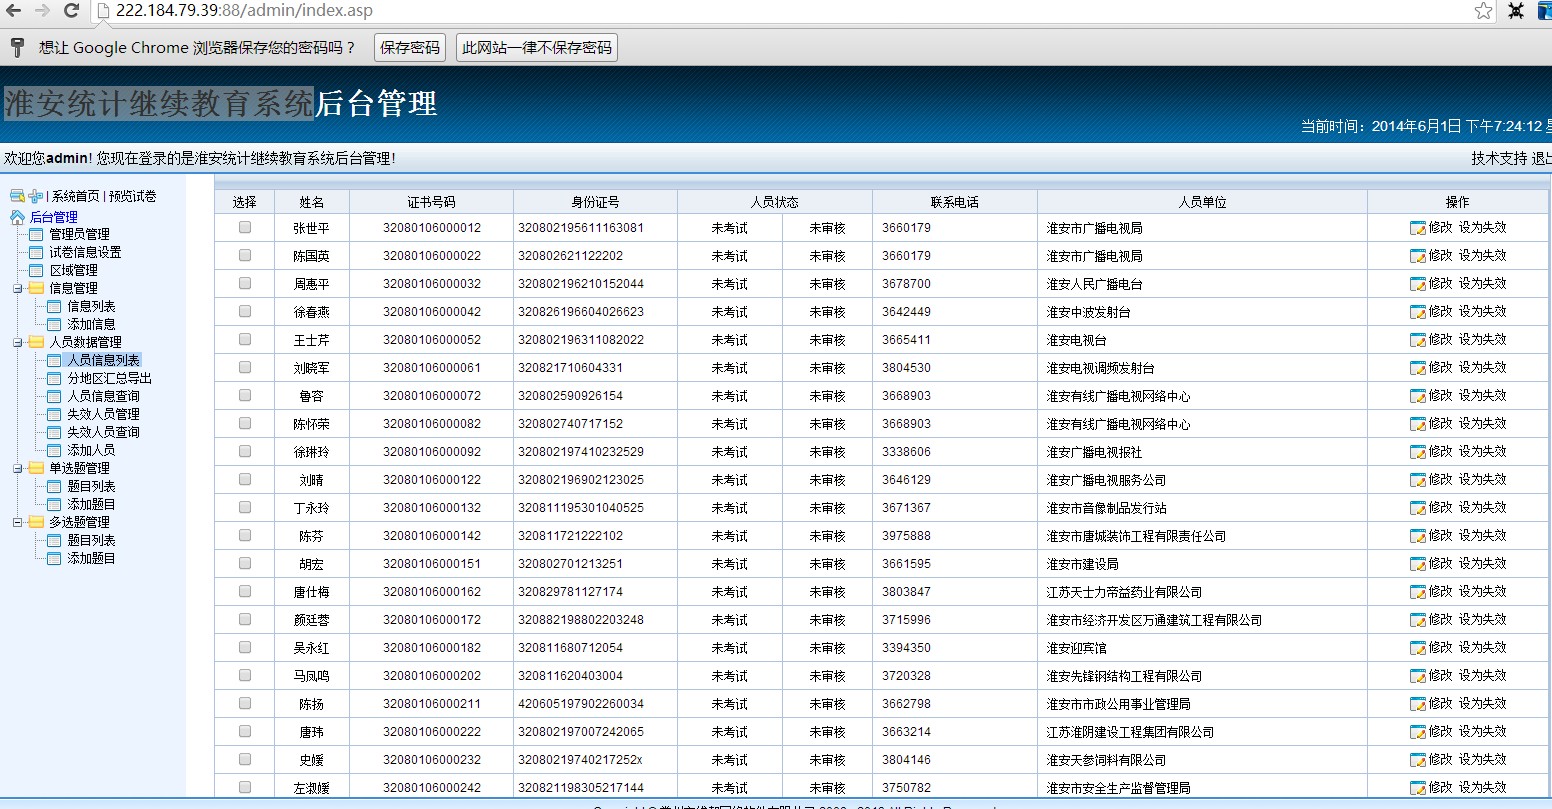 222.184.79.39:88/admin/index.asp
想让 Google Chrome 浏览器保存您的密码吗？ 保存密码 此网站一律不保存密码
淮安统计继续教育系统后台管理
当前时间：2014年6月1日 下午7:24:12
欢迎您admin! 您现在登录的是淮安统计继续教育系统后台管理!
技术支持 退出
| 系统首页 | 预览试卷
后台管理
管理员管理
试卷信息设置
区域管理
信息管理
信息列表
添加信息
人员数据管理
人员信息列表
分地区汇总导出
人员信息查询
失效人员管理
失效人员查询
添加人员
单选题管理
题目列表
添加题目
多选题管理
题目列表
添加题目
选择 姓名 证书号码 身份证号 人员状态 联系电话 人员单位 操作
张世平 32080106000012 320802195611163081 未考试 未审核 3660179 淮安市广播电视局 修改 设为失效
陈国英 32080106000022 320802621122202 未考试 未审核 3660179 淮安市广播电视局 修改 设为失效
周惠平 32080106000032 320802196210152044 未考试 未审核 3678700 淮安人民广播电台 修改 设为失效
徐春燕 32080106000042 320826196604026623 未考试 未审核 3642449 淮安中波发射台 修改 设为失效
王士芹 32080106000052 320802196311082022 未考试 未审核 3665411 淮安电视台 修改 设为失效
刘晓军 32080106000061 320821710604331 未考试 未审核 3804530 淮安电视调频发射台 修改 设为失效
鲁容 32080106000072 320802590926154 未考试 未审核 3668903 淮安有线广播电视网络中心 修改 设为失效
陈怀荣 32080106000082 320802740717152 未考试 未审核 3668903 淮安有线广播电视网络中心 修改 设为失效
徐琳玲 32080106000092 320802197410232529 未考试 未审核 3338606 淮安广播电视报社 修改 设为失效
刘晴 32080106000122 320802196902123025 未考试 未审核 3646129 淮安广播电视服务公司 修改 设为失效
丁永玲 32080106000132 320811195301040525 未考试 未审核 3671367 淮安市音像制品发行站 修改 设为失效
陈芬 32080106000142 320811721222102 未考试 未审核 3975888 淮安市唐城装饰工程有限责任公司 修改 设为失效
胡宏 32080106000151 320802701213251 未考试 未审核 3661595 淮安市建设局 修改 设为失效
唐仕梅 32080106000162 320829781127174 未考试 未审核 3803847 江苏天士力帝益药业有限公司 修改 设为失效
颜廷蓉 32080106000172 320882198802203248 未考试 未审核 3715996 淮安市经济开发区万通建筑工程有限公司 修改 设为失效
吴永红 32080106000182 320811680712054 未考试 未审核 3394350 淮安迎宾馆 修改 设为失效
马凤鸣 32080106000202 320811620403004 未考试 未审核 3720328 淮安先锋钢结构工程有限公司 修改 设为失效
陈扬 32080106000211 420605197902260034 未考试 未审核 3662798 淮安市市政公用事业管理局 修改 设为失效
唐玮 32080106000222 320802197007242065 未考试 未审核 3663214 江苏淮阴建设工程集团有限公司 修改 设为失效
史媛 32080106000232 32080219740217252x 未考试 未审核 3804146 淮安天参饲料有限公司 修改 设为失效
左淑媛 32080106000242 320821198305217144 未考试 未审核 3750782 淮安市安全生产监督管理局 修改 设为失效